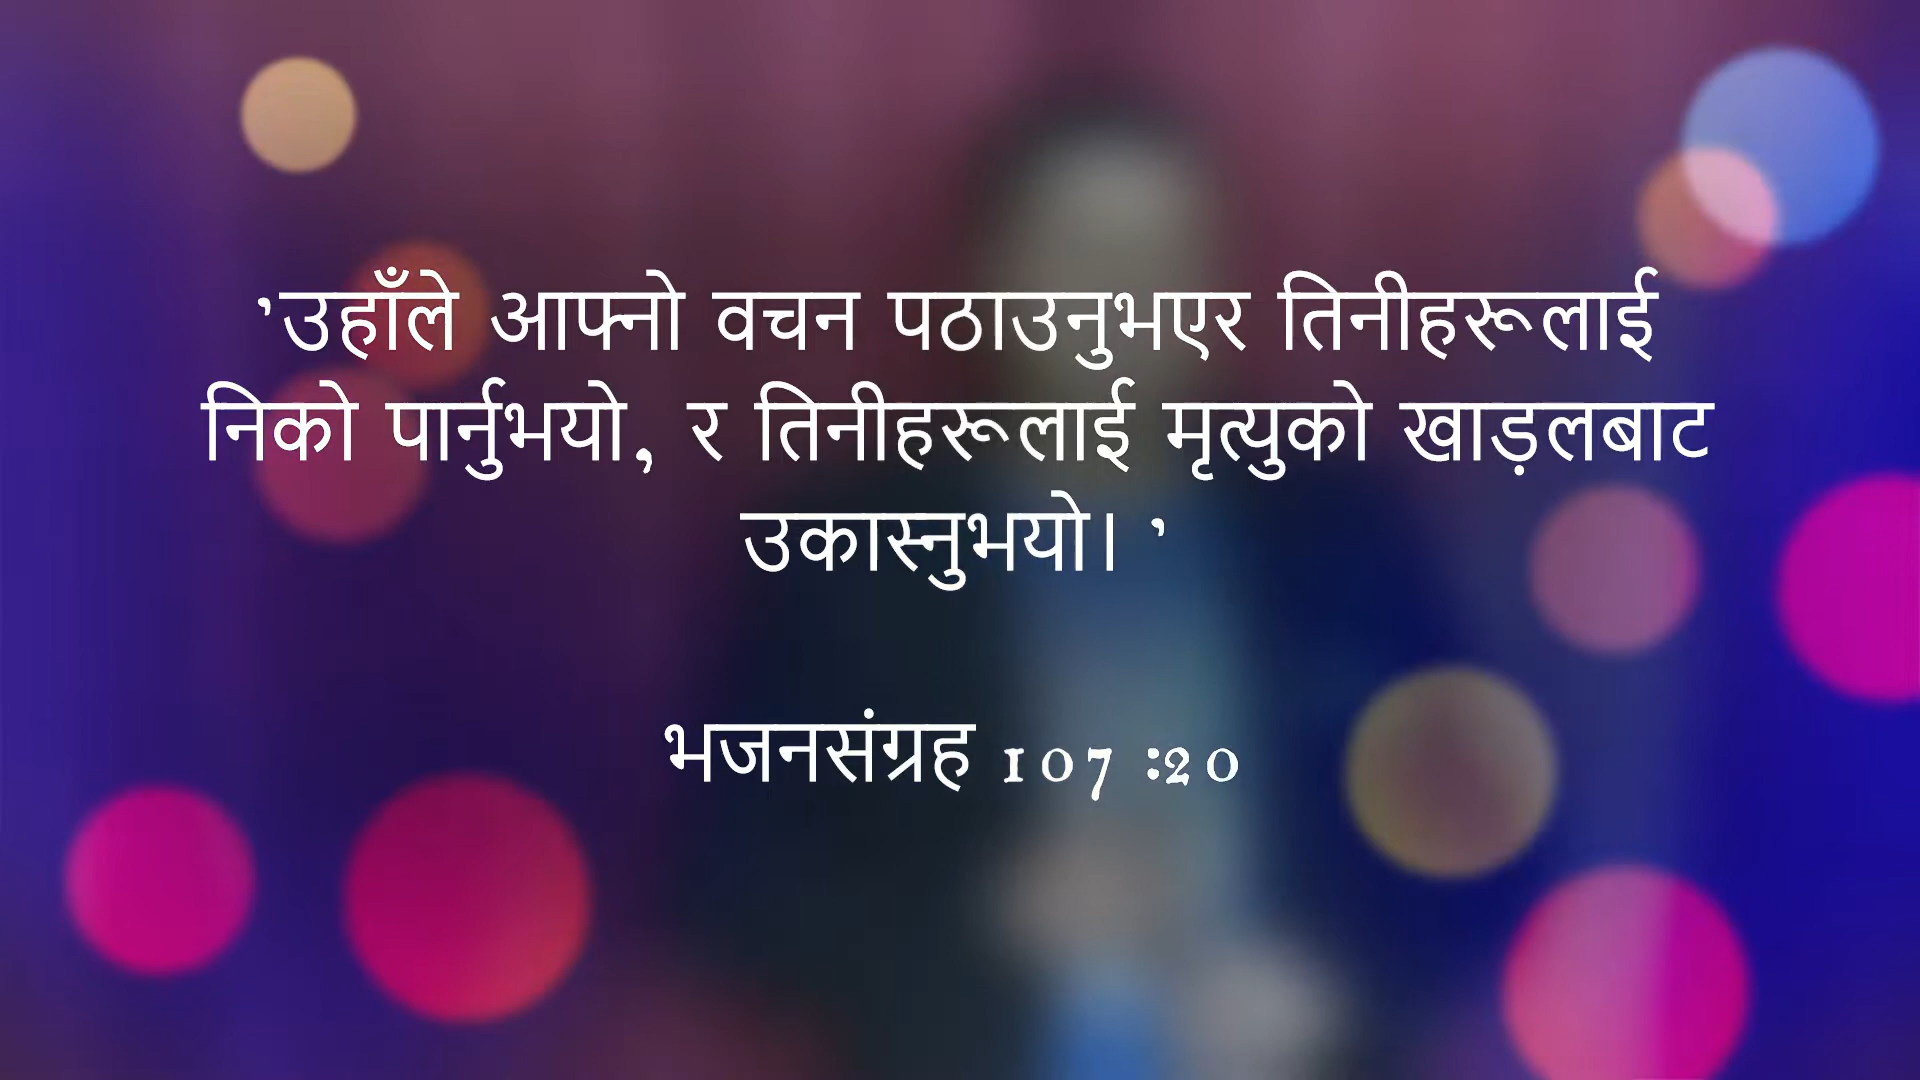 ’उहाँले आफ्नो वचन पठाउनुभएर तिनीहरूलाई
निको पार्नुभयो, र तिनीहरूलाई मृत्युको खाड़लबाट
उकास्नुभयो। ’
भजनसंग्रह 107 :20